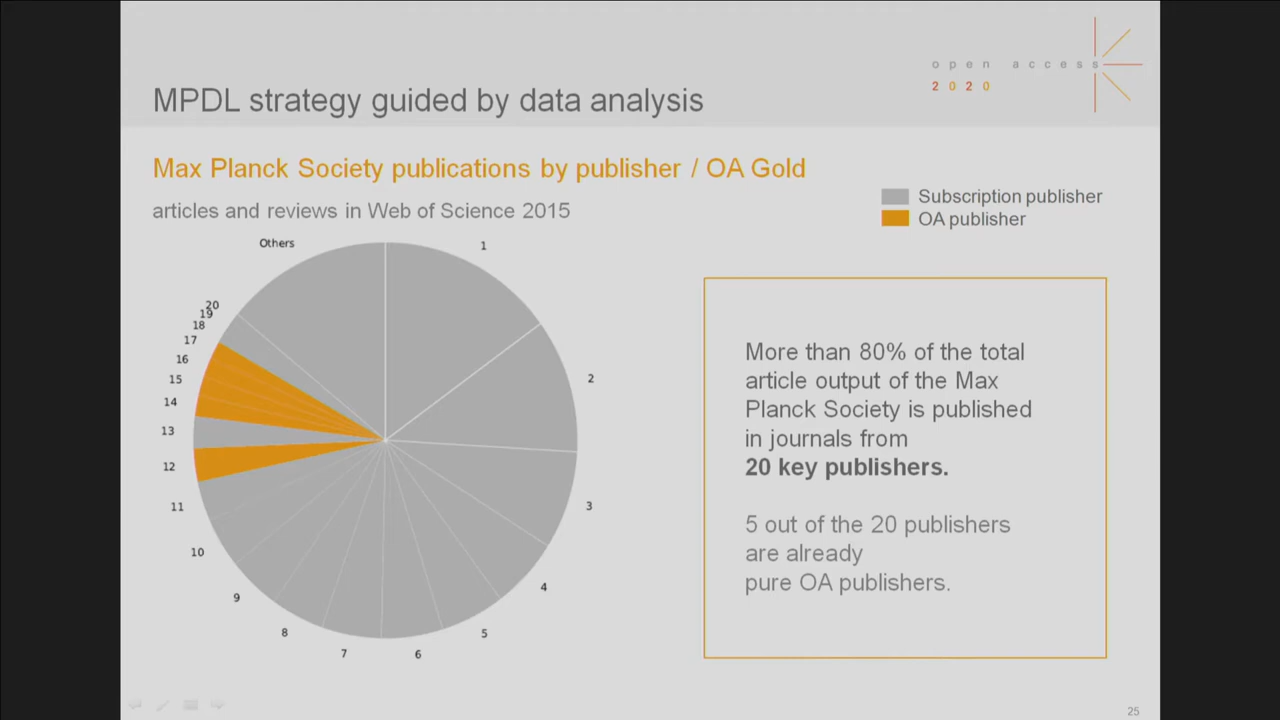 open access
2020
MPDL strategy guided by data analysis
Max Planck Society publications by publisher / OA Gold
articles and reviews in Web of Science 2015
Subscription publisher
OA publisher
Others
1
2
3
4
5
6
7
8
9
10
11
12
13
14
15
16
17
18
19
20
More than 80% of the total
article output of the Max
Planck Society is published
in journals from
20 key publishers.
5 out of the 20 publishers
are already
pure OA publishers.
25